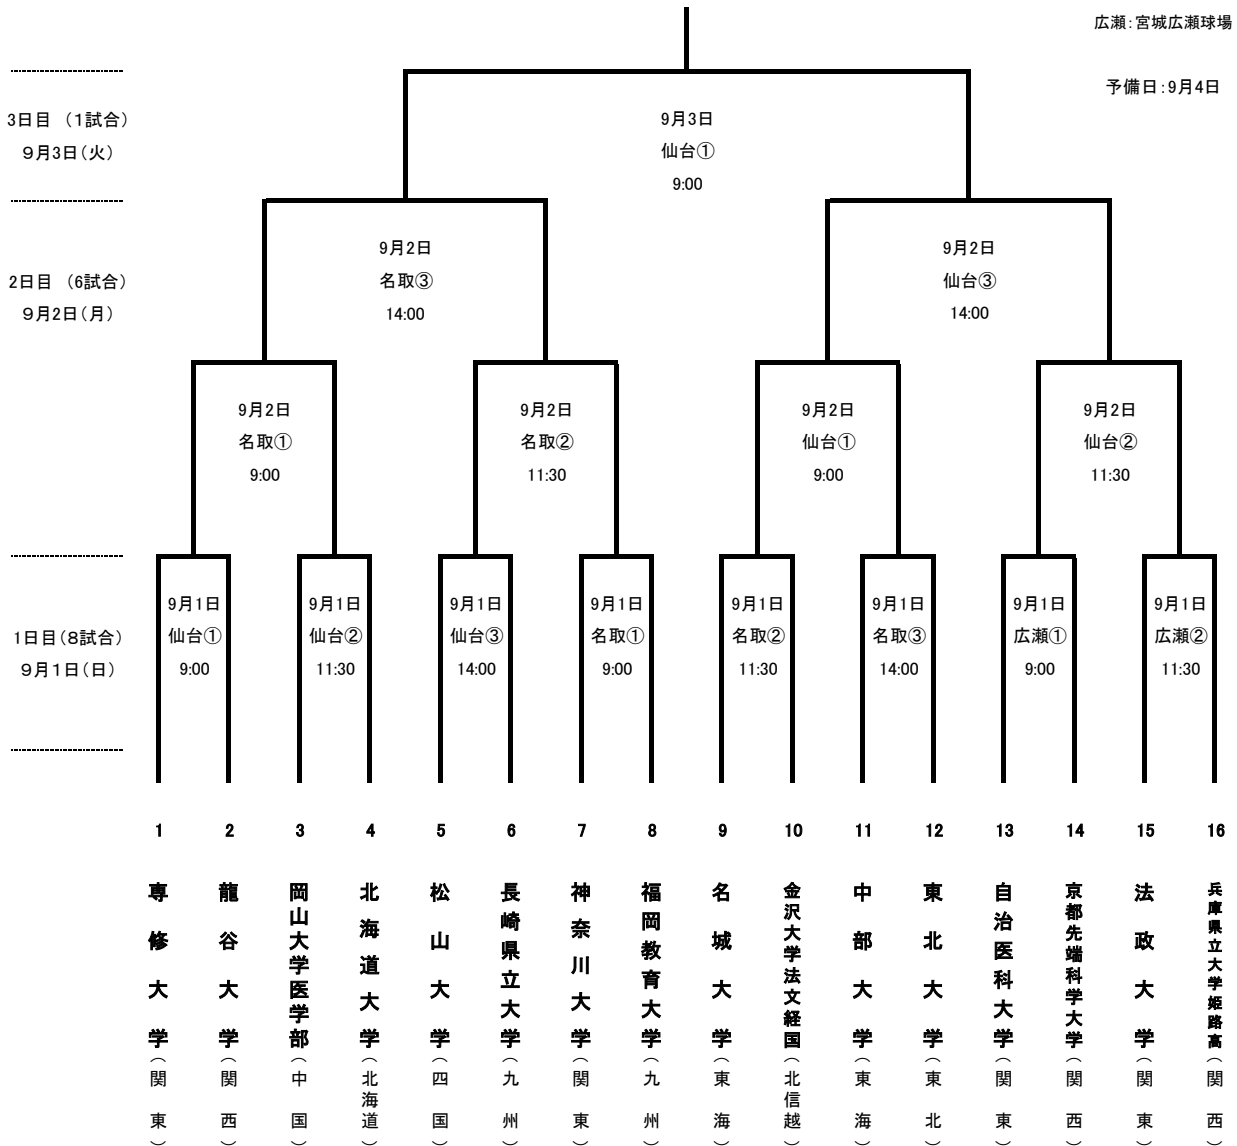 広瀬：宮城広瀬球場
予備日：9月4日
3日目 （1試合）
9月3日（火）
9月3日
仙台①
9:00
2日目 （6試合）
9月2日（月）
9月2日
名取③
14:00
9月2日
仙台③
14:00
9月2日
名取①
9:00
9月2日
名取②
11:30
9月2日
仙台①
9:00
9月2日
仙台②
11:30
1日目（8試合）
9月1日（日）
9月1日
仙台①
9:00
9月1日
仙台②
11:30
9月1日
仙台③
14:00
9月1日
名取①
9:00
9月1日
名取②
11:30
9月1日
名取③
14:00
9月1日
広瀬①
9:00
9月1日
広瀬②
11:30
1
専修大学（関東）
2
龍谷大学（関西）
3
岡山大学医学部（中国）
4
北海道大学（北海道）
5
松山大学（四国）
6
長崎県立大学（九州）
7
神奈川大学（関東）
8
福岡教育大学（九州）
9
名城大学（東海）
10
金沢大学法文経国（北信越）
11
中部大学（東海）
12
東北大学（東北）
13
自治医科大学（関東）
14
京都先端科学大学（関西）
15
法政大学（関東）
16
兵庫県立大学姫路高（関西）